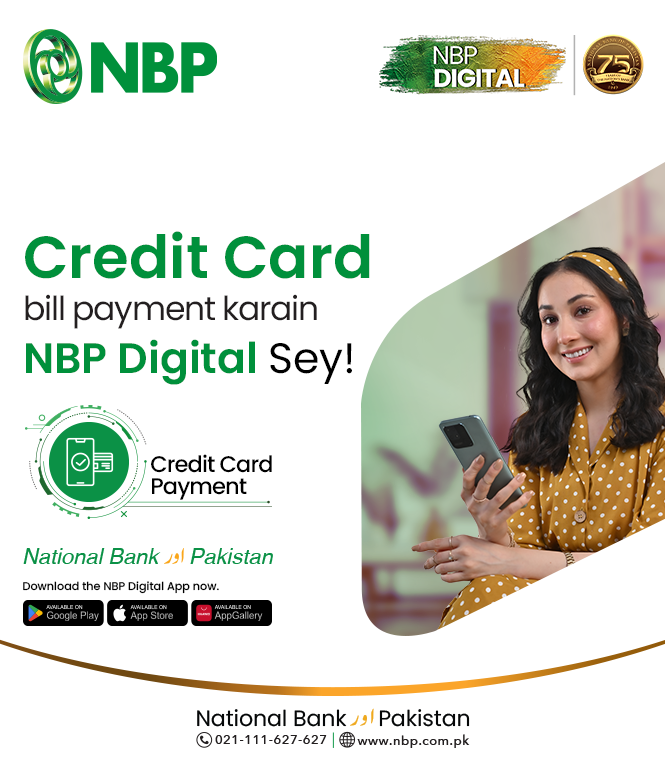 NBP
NBP
DIGITAL
75
Credit Card
bill payment karain
NBP Digital Sey!
Credit Card
Payment
National Bank اور Pakistan
Download the NBP Digital App now.
AVAILABLE ON
Google Play
AVAILABLE ON
App Store
AVAILABLE ON
AppGallery
National Bank اور Pakistan
021-111-627-627 | www.nbp.com.pk